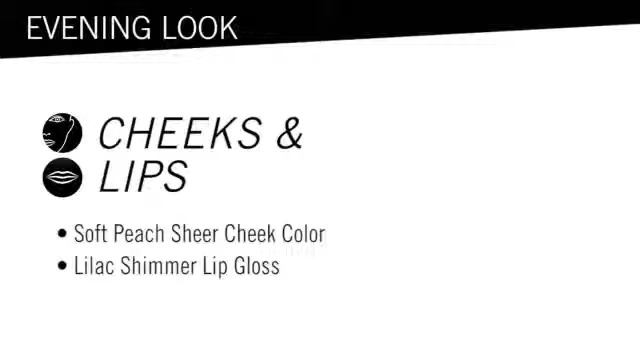 EVENING LOOK
CHEEKS &
LIPS
• Soft Peach Sheer Cheek Color
• Lilac Shimmer Lip Gloss